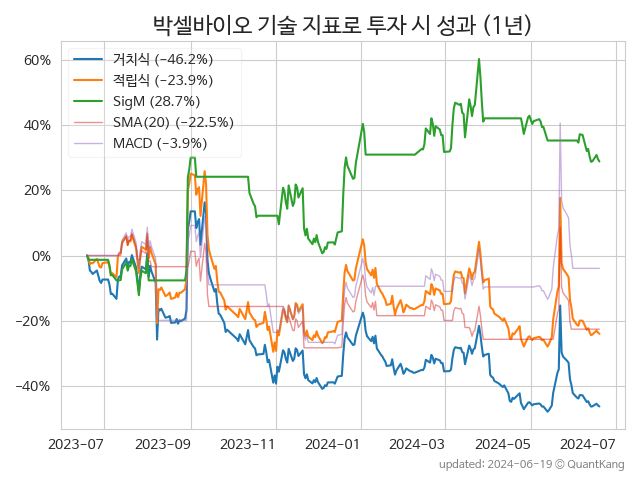 박셀바이오 기술 지표로 투자 시 성과 (1년)
60%
40%
20%
0%
−20%
−40%
거치식 (−46.2%)
적립식 (−23.9%)
SigM (28.7%)
SMA(20) (−22.5%)
MACD (−3.9%)
2023-07 2023-09 2023-11 2024-01 2024-03 2024-05 2024-07
updated: 2024-06-19 ⓒ QuantKang